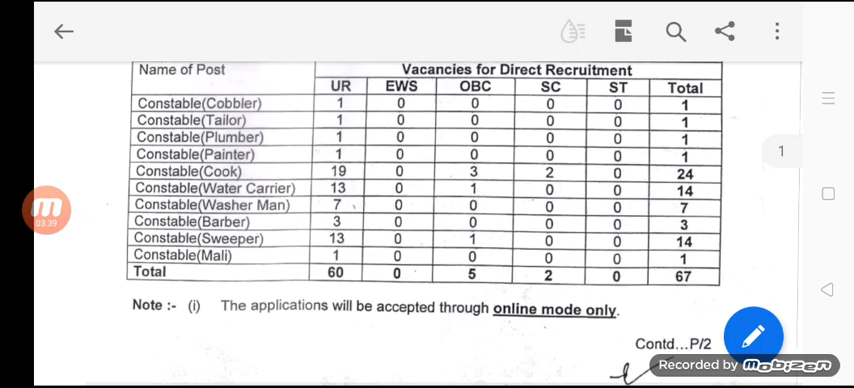 Name of Post Vacancies for Direct Recruitment
UR EWS OBC SC ST Total
Constable(Cobbler) 1 0 0 0 0 1
Constable(Tailor) 1 0 0 0 0 1
Constable(Plumber) 1 0 0 0 0 1
Constable(Painter) 1 0 0 0 0 1
Constable(Cook) 19 0 3 2 0 24
Constable(Water Carrier) 13 0 1 0 0 14
Constable(Washer Man) 7 0 0 0 0 7
Constable(Barber) 3 0 0 0 0 3
Constable(Sweeper) 13 0 1 0 0 14
Constable(Mali) 1 0 0 0 0 1
Total 60 0 5 2 0 67
Note :- (i) The applications will be accepted through online mode only.
Contd...P/2
1
m
03:39
Recorded by mobizen